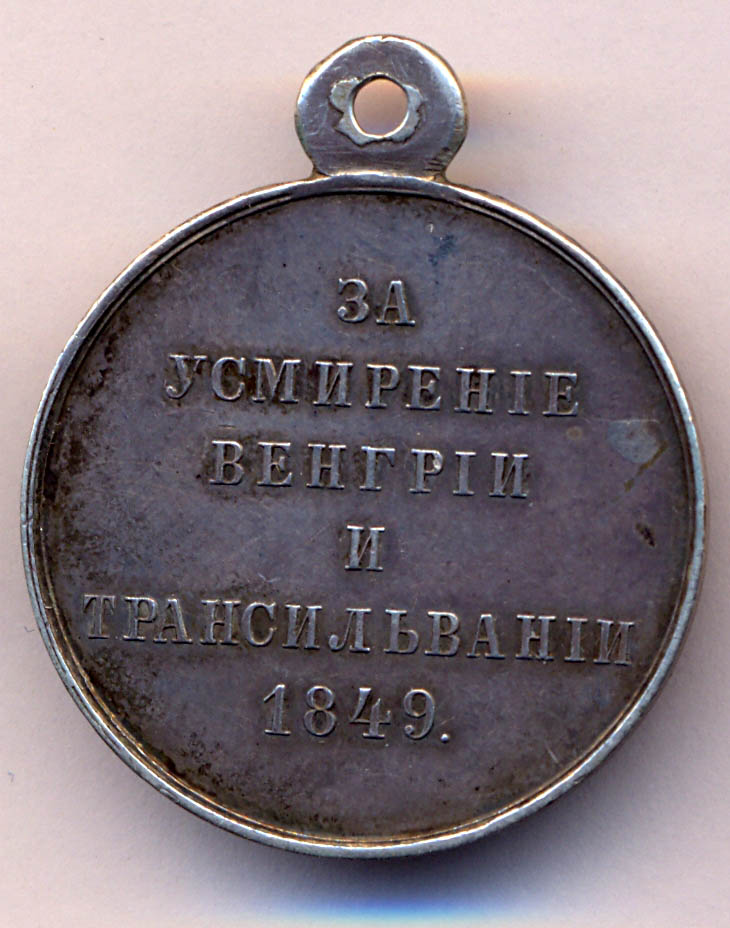 ЗА
УСМИРЕНІЕ
ВЕНГРІИ
И
ТРАНСИЛЬВАНІИ
1849.